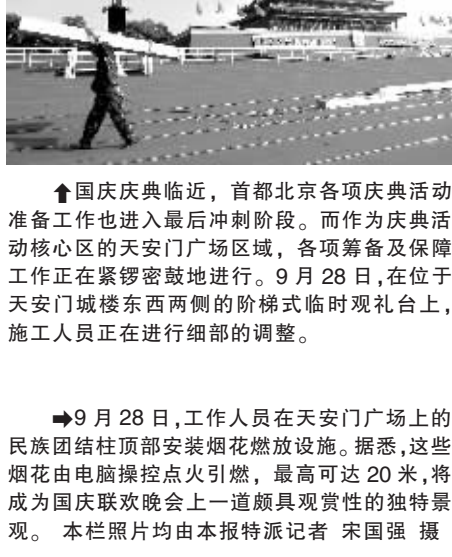 ⬆国庆庆典临近，首都北京各项庆典活动
准备工作也进入最后冲刺阶段。而作为庆典活
动核心区的天安门广场区域，各项筹备及保障
工作正在紧锣密鼓地进行。9月28日,在位于
天安门城楼东西两侧的阶梯式临时观礼台上，
施工人员正在进行细部的调整。
➡9月28日,工作人员在天安门广场上的
民族团结柱顶部安装烟花燃放设施。据悉,这些
烟花由电脑操控点火引燃，最高可达20米,将
成为国庆联欢晚会上一道颇具观赏性的独特景
观。 本栏照片均由本报特派记者 宋国强 摄